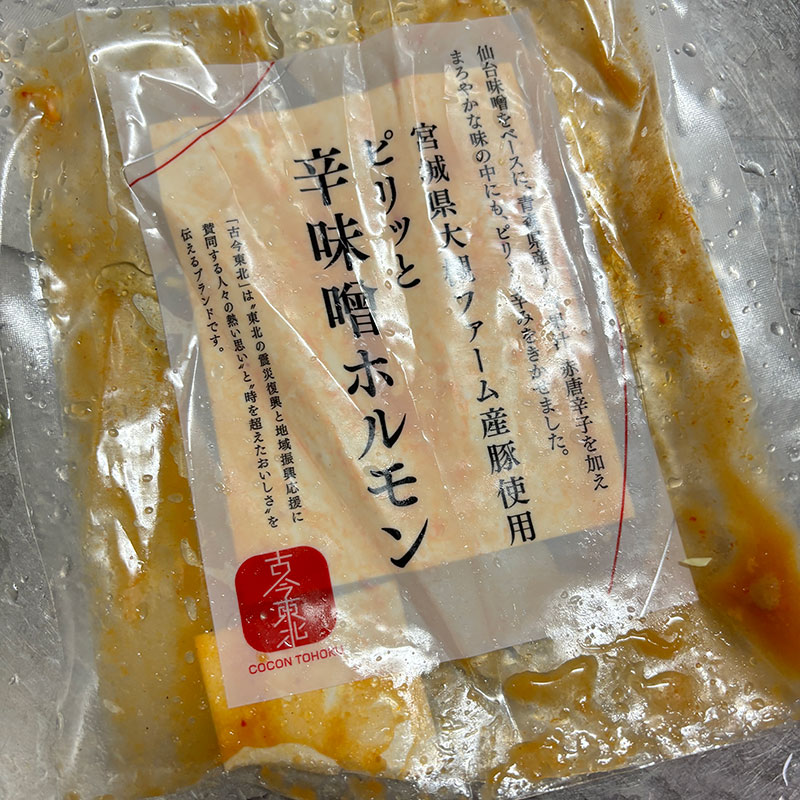 仙台味噌をベースに、青森県産 果汁、赤唐辛子を加え
まろやかな味の中にも、ピリッ 辛みをきかせました。
宮城県大 ファーム産豚使用
ピリッと
辛味噌ホルモン
「古今東北」は“東北の震災復興と地域振興応援に
賛同する人々の熱い思い”と“時を超えたおいしさ”を
伝えるブランドです。
古今東北
COCON TOHOKU